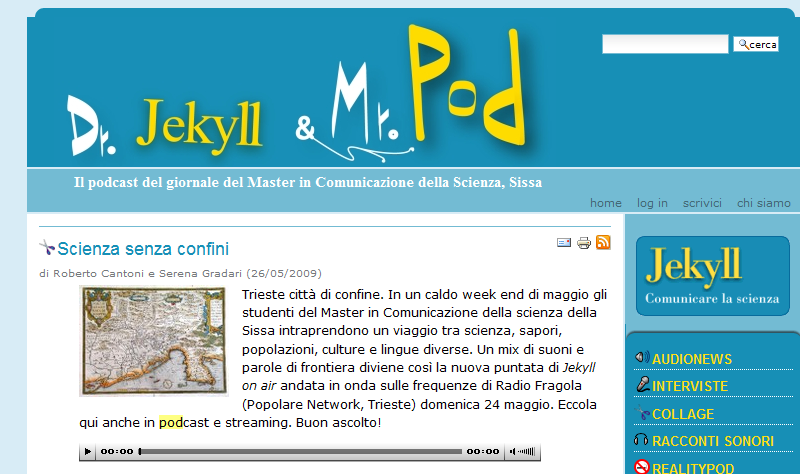 cerca
Dr. Jekyll & Mr. Pod
Il podcast del giornale del Master in Comunicazione della Scienza, Sissa
home log in scrivici chi siamo
Scienza senza confini
di Roberto Cantoni e Serena Gradari (26/05/2009)
Trieste città di confine. In un caldo week end di maggio gli
studenti del Master in Comunicazione della scienza della
Sissa intraprendono un viaggio tra scienza, sapori,
popolazioni, culture e lingue diverse. Un mix di suoni e
parole di frontiera diviene così la nuova puntata di Jekyll
on air andata in onda sulle frequenze di Radio Fragola
(Popolare Network, Trieste) domenica 24 maggio. Eccola
qui anche in podcast e streaming. Buon ascolto!
00:00 00:00
Jekyll
Comunicare la scienza
AUDIONEWS
INTERVISTE
COLLAGE
RACCONTI SONORI
REALITYPOD